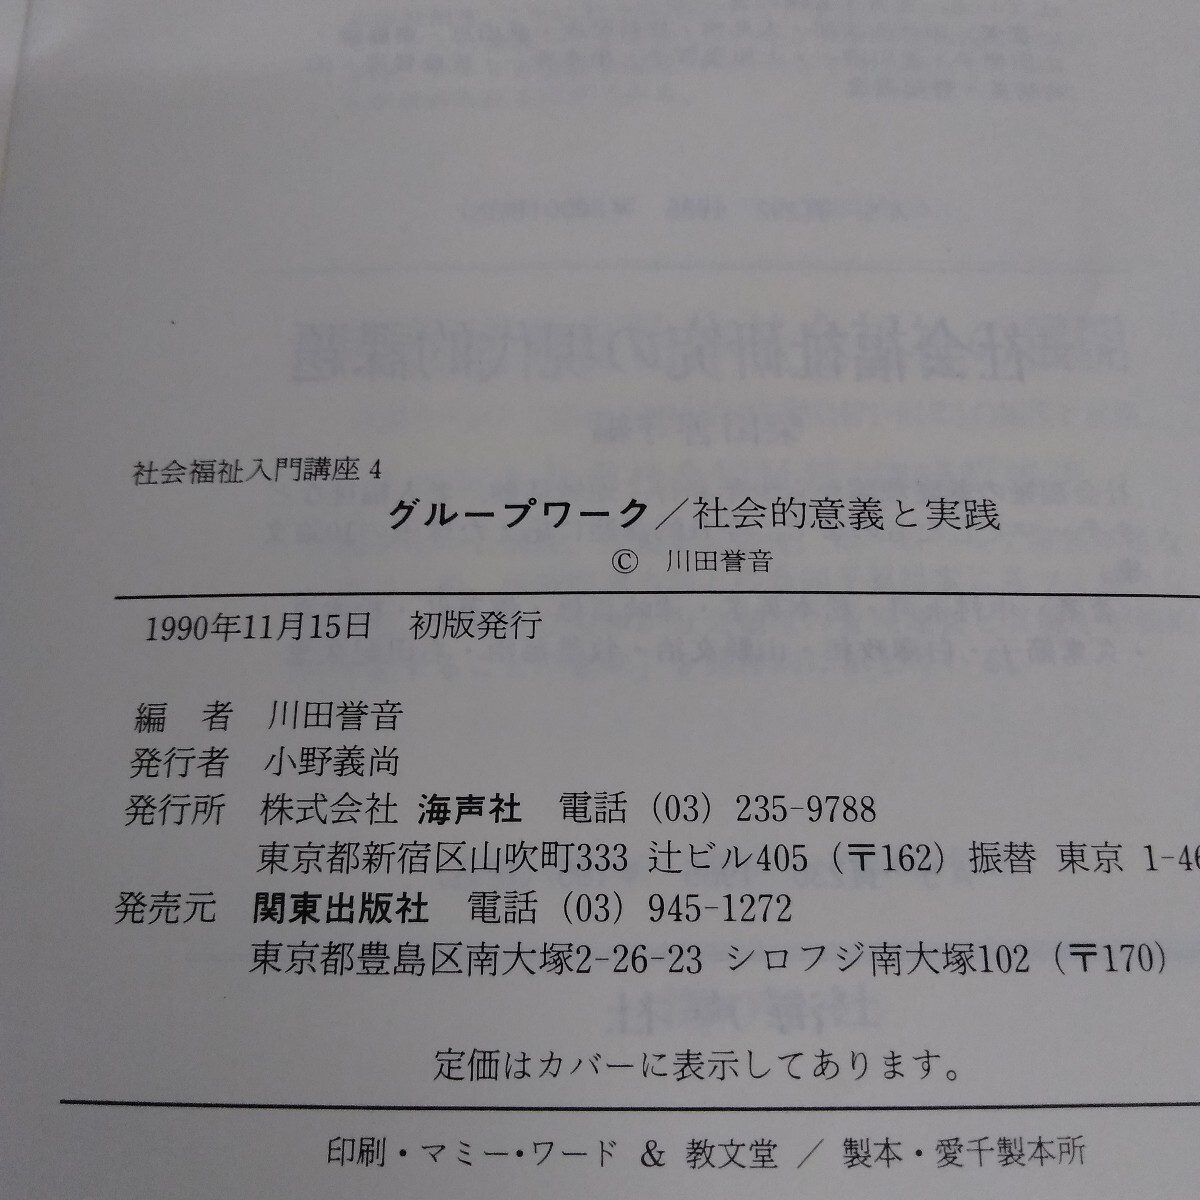 社会福祉入門講座 4
グループワーク／社会的意義と実践
© 川田誉音
1990年11月15日　初版発行
編　者　川田誉音
発行者　小野義尚
発行所　株式会社 海声社　電話 (03) 235-9788
東京都新宿区山吹町333 辻ビル405 (〒162) 振替 東京 1-46
発売元　関東出版社　電話 (03) 945-1272
東京都豊島区南大塚2-26-23 シロフジ南大塚102 (〒170)
定価はカバーに表示してあります。
印刷・マミー・ワード & 教文堂 ／ 製本・愛千製本所